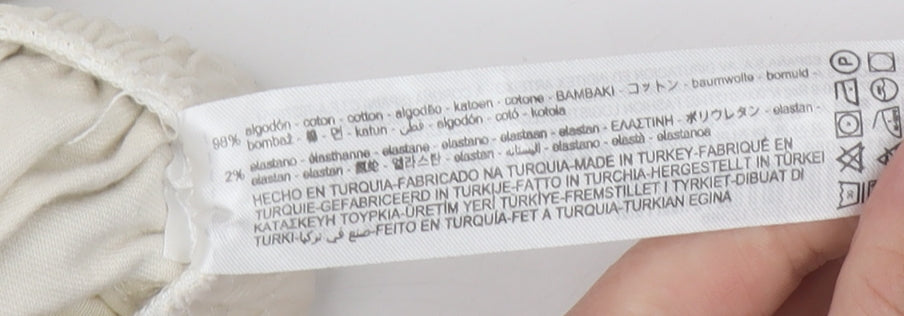 98% algodón - coton - cotton - algodão - katoen - cotone - BAMBAKI - コットン - baumwolle - bomuld -
bombaž - 棉 - 면 - katun - قطن - algodón - cotó - kotoia
2% elastano - élasthanne - elastane - elastano - elastaan - elastan - ΕΛΑΣΤΙΝΗ - ポリウレタン - elastan -
elastan - elastan - 氨纶 - 엘라스탄 - elastan - الیستان - elastano - elastà - elastanoa
HECHO EN TURQUIA-FABRICADO NA TURQUIA-MADE IN TURKEY-FABRIQUÉ EN
TURQUIE-GEFABRICEERD IN TURKIJE-FATTO IN TURCHIA-HERGESTELLT IN TÜRKEI
ΚΑΤΑΣΚΕΥΗ ΤΟΥΡΚΙΑ-ÜRETİM YERİ TÜRKİYE-FREMSTILLET I TYRKIET-DIBUAT DI
TURKI-صنع في تركيا-FEITO EN TURQUÍA-FET A TURQUIA-TURKIAN EGINA
P